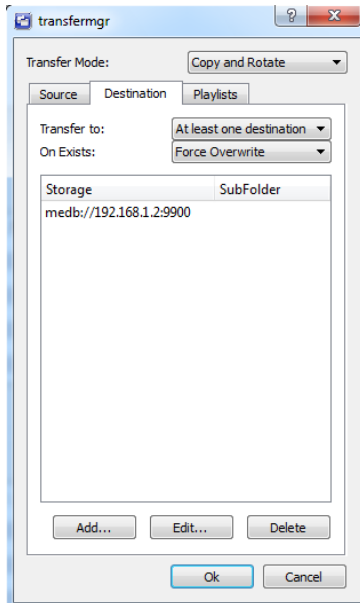 transfermgr
Transfer Mode: Copy and Rotate
Source Destination Playlists
Transfer to: At least one destination
On Exists: Force Overwrite
Storage SubFolder
medb://192.168.1.2:9900
Add... Edit... Delete
Ok Cancel